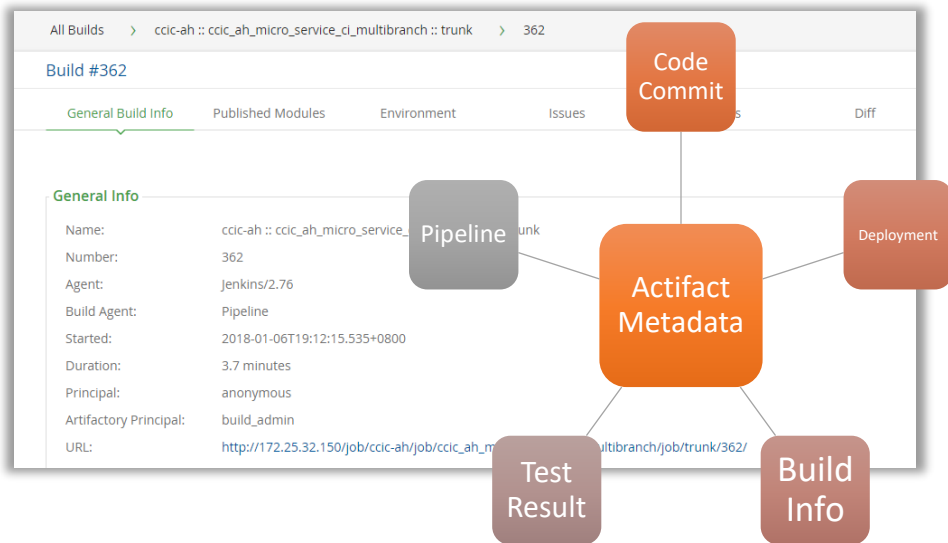 All Builds > ccic-ah :: ccic_ah_micro_service_ci_multibranch :: trunk > 362
Build #362
General Build Info Published Modules Environment Issues s Diff
General Info
Name: ccic-ah :: ccic_ah_micro_service_ unk
Number: 362
Agent: Jenkins/2.76
Build Agent: Pipeline
Started: 2018-01-06T19:12:15.535+0800
Duration: 3.7 minutes
Principal: anonymous
Artifactory Principal: build_admin
URL: http://172.25.32.150/job/ccic-ah/job/ccic_ah_m ultibranch/job/trunk/362/
Code
Commit
Pipeline
Deployment
Actifact
Metadata
Test
Result
Build
Info